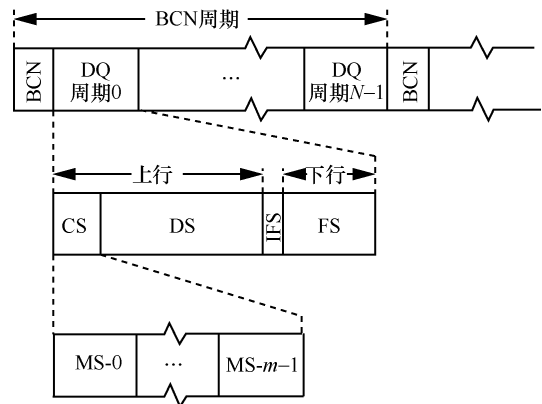 BCN周期
BCN
DQ
周期0
…
DQ
周期N–1
BCN
上行
下行
CS
DS
IFS
FS
MS-0
…
MS-m–1